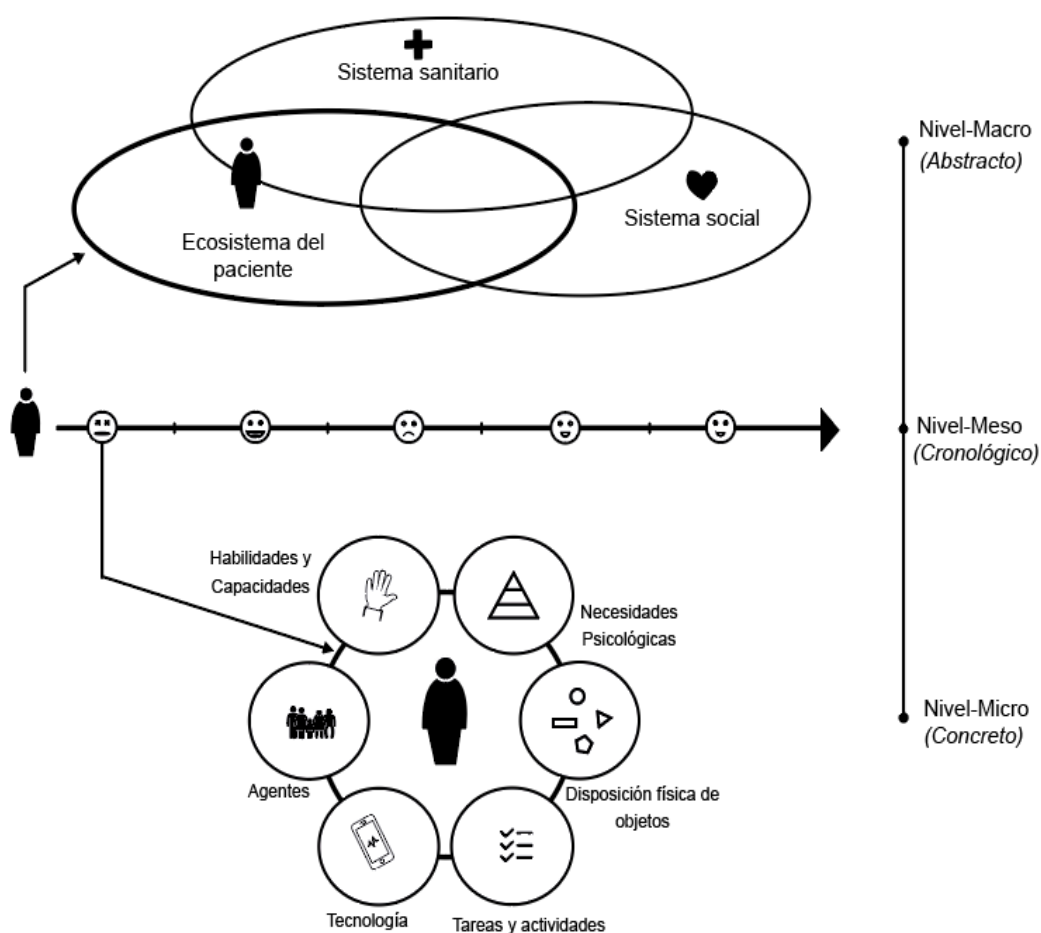 Sistema sanitario
Nivel-Macro
(Abstracto)
Sistema social
Ecosistema del
paciente
Nivel-Meso
(Cronológico)
Habilidades y
Capacidades
Necesidades
Psicológicas
Nivel-Micro
(Concreto)
Agentes
Disposición física de
objetos
Tecnología
Tareas y actividades